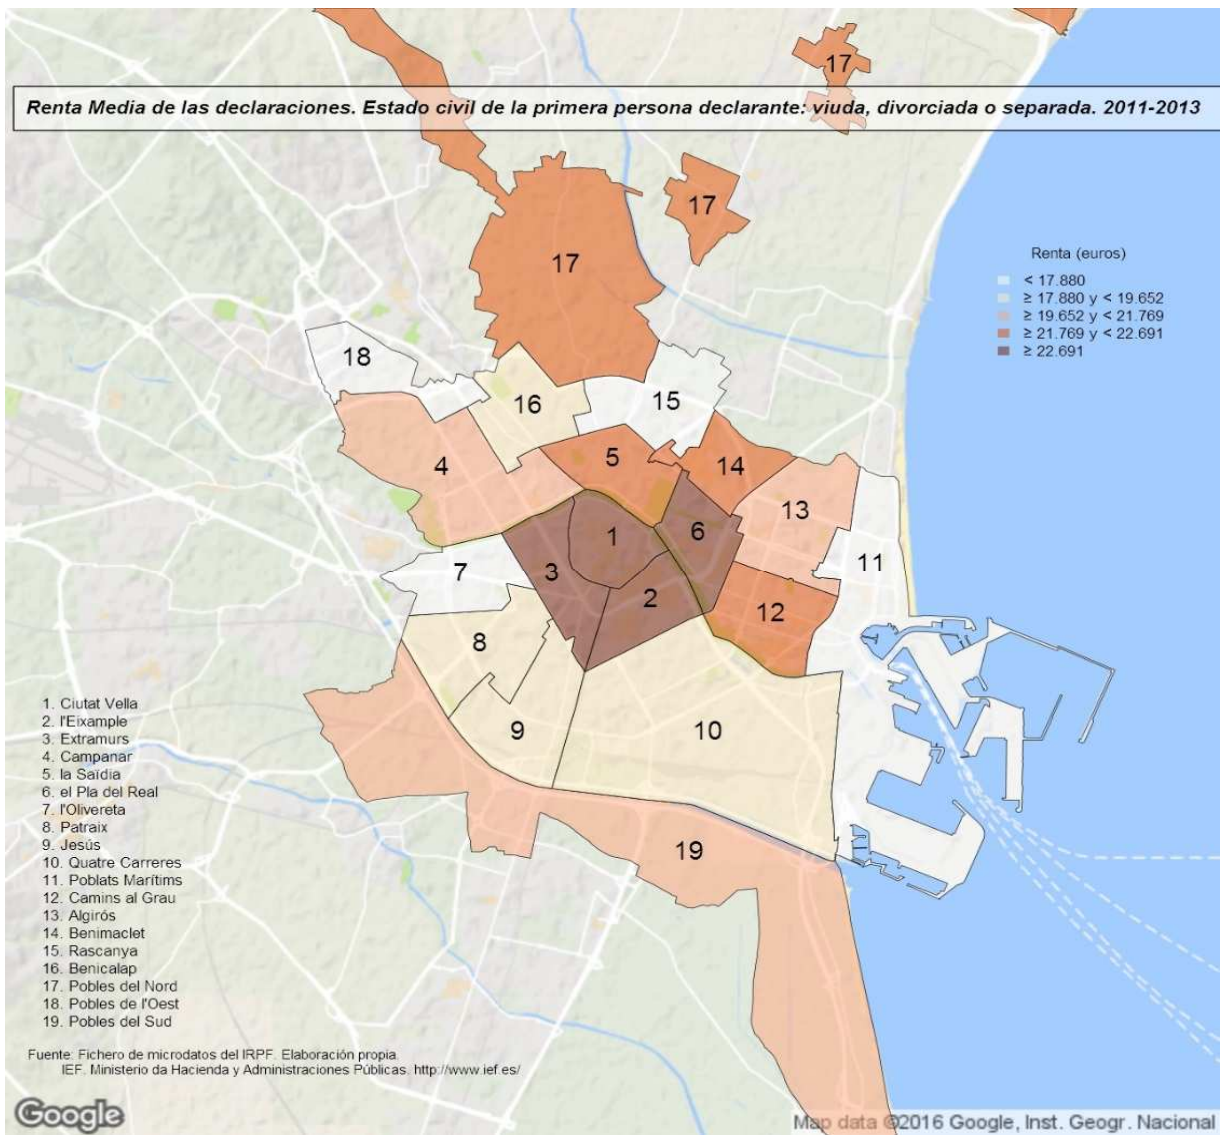 17
Renta Media de las declaraciones. Estado civil de la primera persona declarante: viuda, divorciada o separada. 2011-2013
17
17
Renta (euros)
< 17.880
≥ 17.880 y < 19.652
≥ 19.652 y < 21.769
≥ 21.769 y < 22.691
≥ 22.691
18
16
15
4
5
14
13
1
6
11
7
3
2
12
8
9
10
19
1. Ciutat Vella
2. l'Eixample
3. Extramurs
4. Campanar
5. la Saïdia
6. el Pla del Real
7. l'Olivereta
8. Patraix
9. Jesús
10. Quatre Carreres
11. Poblats Marítims
12. Camins al Grau
13. Algirós
14. Benimaclet
15. Rascanya
16. Benicalap
17. Pobles del Nord
18. Pobles de l'Oest
19. Pobles del Sud
Fuente: Fichero de microdatos del IRPF. Elaboración propia.
IEF. Ministerio da Hacienda y Administraciones Públicas. http://www.ief.es/
Google
Map data ©2016 Google, Inst. Geogr. Nacional